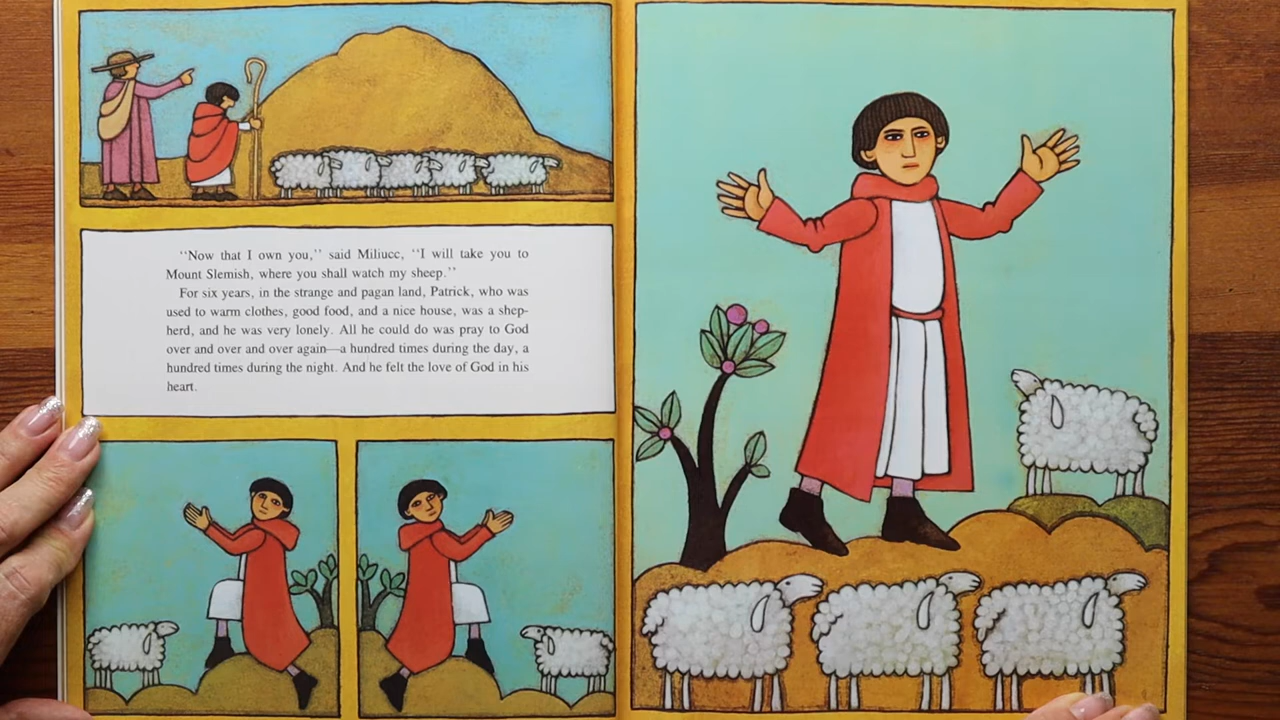 ‘‘Now that I own you,’’ said Miliucc, ‘‘I will take you to
Mount Slemish, where you shall watch my sheep.’’
For six years, in the strange and pagan land, Patrick, who was
used to warm clothes, good food, and a nice house, was a shep-
herd, and he was very lonely. All he could do was pray to God
over and over and over again—a hundred times during the day, a
hundred times during the night. And he felt the love of God in his
heart.